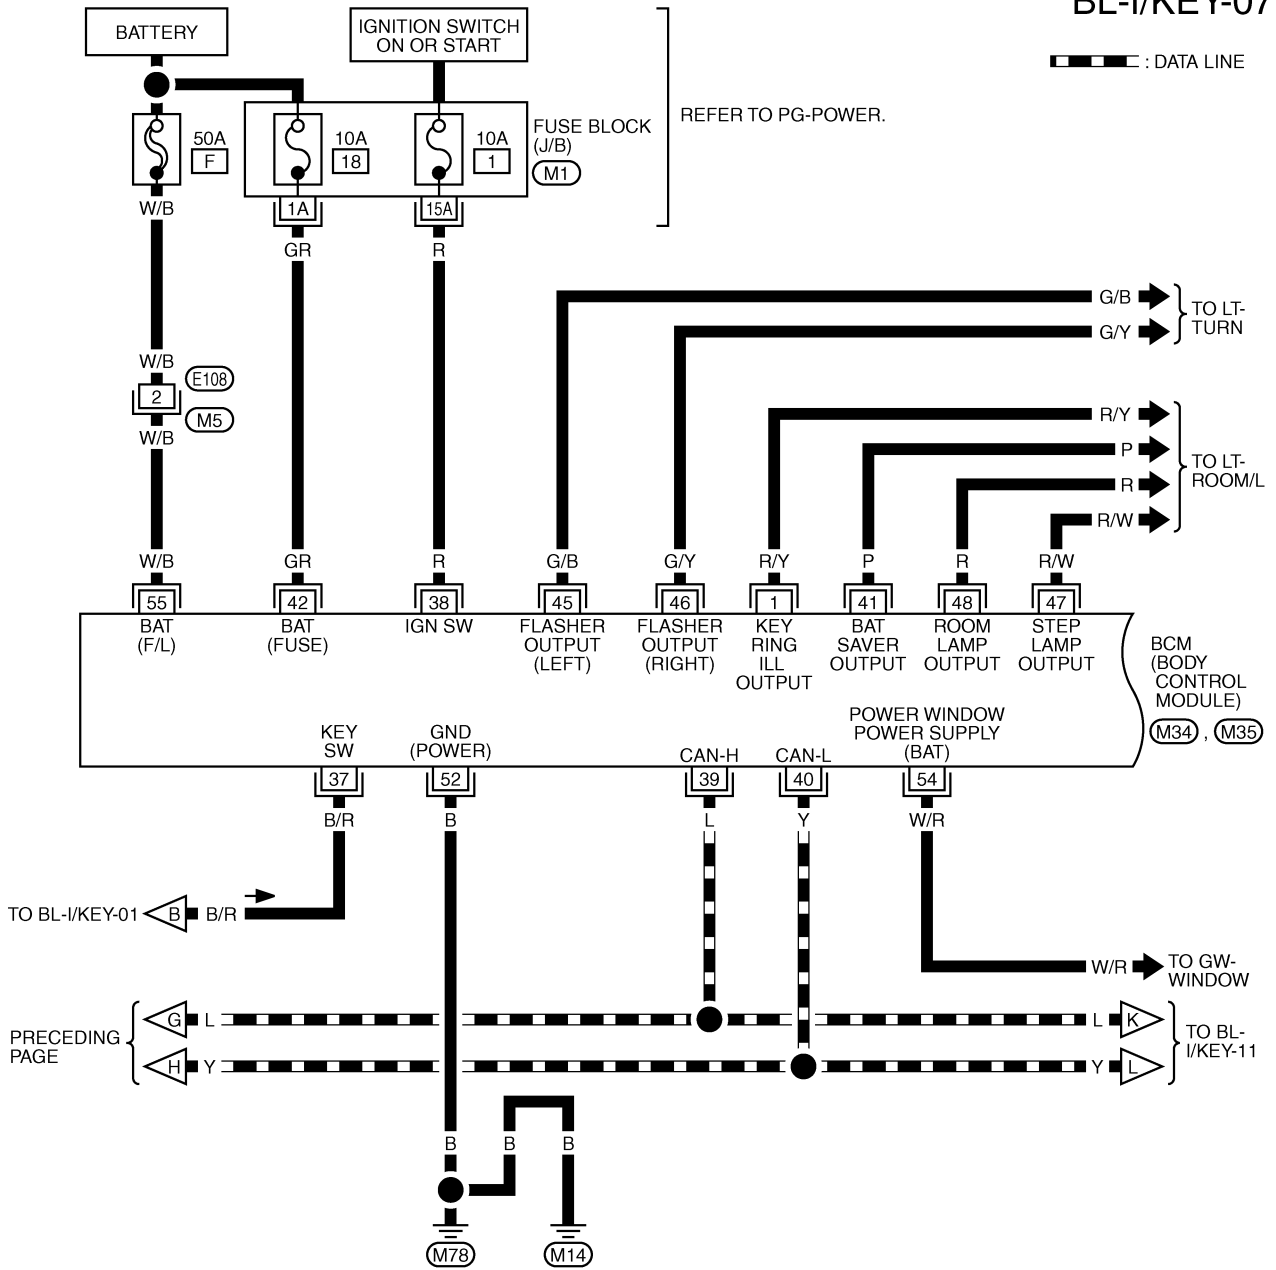 BL-I/KEY-07
BATTERY
IGNITION SWITCH
ON OR START
: DATA LINE
REFER TO PG-POWER.
50A
F
10A
18
10A
1
FUSE BLOCK
(J/B)
M1
1A
15A
W/B
GR
R
G/B
G/Y
TO LT-
TURN
W/B
E108
2
M5
W/B
R/Y
P
R
R/W
TO LT-
ROOM/L
W/B
GR
R
G/B
G/Y
R/Y
P
R
R/W
55
42
38
45
46
1
41
48
47
BAT
(F/L)
BAT
(FUSE)
IGN SW
FLASHER
OUTPUT
(LEFT)
FLASHER
OUTPUT
(RIGHT)
KEY
RING
ILL
OUTPUT
BAT
SAVER
OUTPUT
ROOM
LAMP
OUTPUT
STEP
LAMP
OUTPUT
BCM
(BODY
CONTROL
MODULE)
M34 , M35
KEY
SW
GND
(POWER)
CAN-H
CAN-L
POWER WINDOW
POWER SUPPLY
(BAT)
37
52
39
40
54
B/R
B
L
Y
W/R
TO BL-I/KEY-01
B
B/R
W/R
TO GW-
WINDOW
PRECEDING
PAGE
G
L
L
K
H
Y
Y
L
TO BL-
I/KEY-11
B
B
B
M78
M14